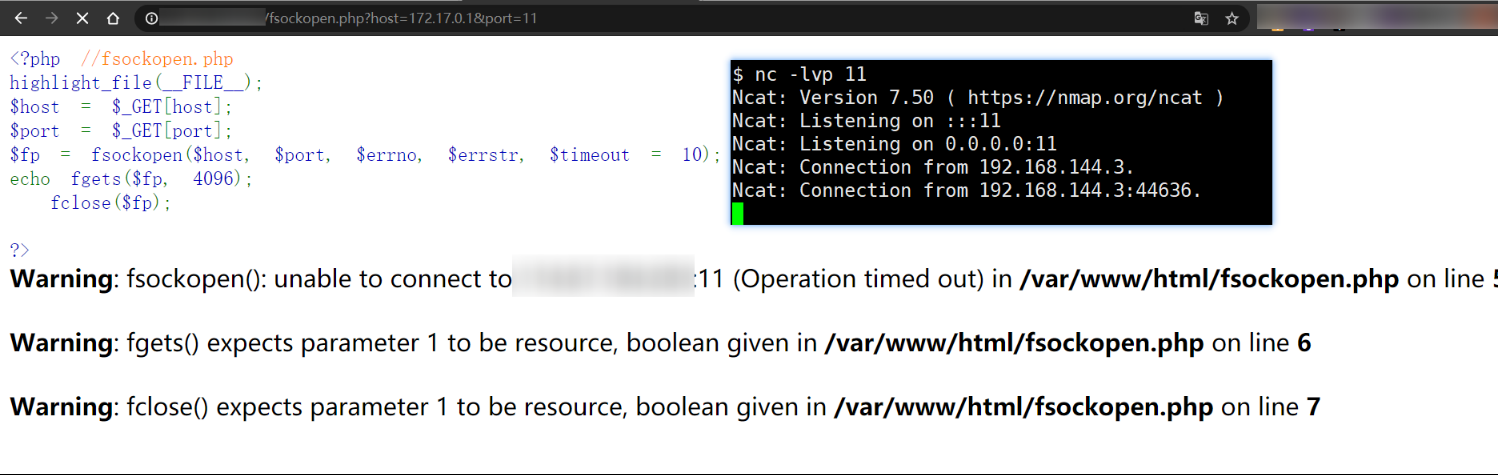 /fsockopen.php?host=172.17.0.1&port=11
<?php //fsockopen.php
highlight_file(__FILE__);
$host = $_GET[host];
$port = $_GET[port];
$fp = fsockopen($host, $port, $errno, $errstr, $timeout = 10);
echo fgets($fp, 4096);
fclose($fp);
?>
$ nc -lvp 11
Ncat: Version 7.50 ( https://nmap.org/ncat )
Ncat: Listening on :::11
Ncat: Listening on 0.0.0.0:11
Ncat: Connection from 192.168.144.3.
Ncat: Connection from 192.168.144.3:44636.
Warning: fsockopen(): unable to connect to :11 (Operation timed out) in /var/www/html/fsockopen.php on line 5
Warning: fgets() expects parameter 1 to be resource, boolean given in /var/www/html/fsockopen.php on line 6
Warning: fclose() expects parameter 1 to be resource, boolean given in /var/www/html/fsockopen.php on line 7